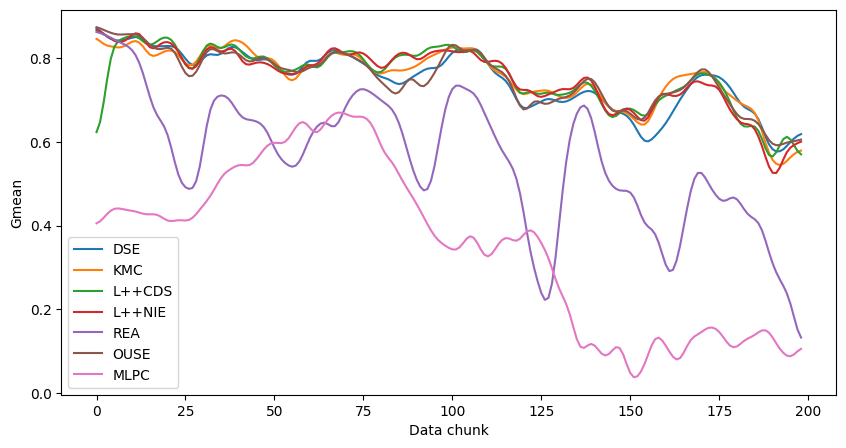 Gmean
0.8
0.6
0.4
0.2
0.0
DSE
KMC
L++CDS
L++NIE
REA
OUSE
MLPC
0 25 50 75 100 125 150 175 200
Data chunk